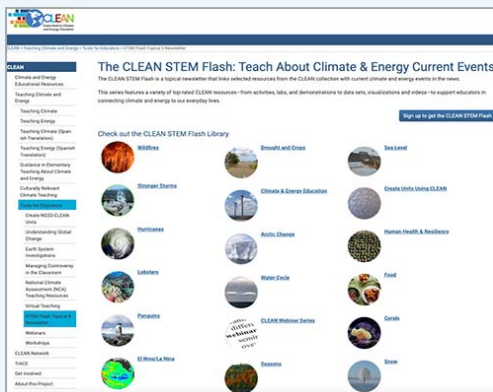 CLEAN
CLEAN > Teaching Climate and Energy > Tools for Educators > STEM Flash Topical E-Newsletter
CLEAN
Climate and Energy
Educational Resources
Teaching Climate and
Energy
Teaching Climate
Teaching Energy
Teaching Climate (Span-
ish Translation)
Teaching Energy (Spanish
Translation)
Guidance in Elementary
Teaching About Climate
and Energy
Culturally Relevant
Climate Teaching
Tools for Educators
Create NGSS-CLEAN
Units
Understanding Global
Change
Earth System
Investigations
Managing Controversy
in the Classroom
National Climate
Assessment (NCA)
Teaching Resources
Virtual Teaching
STEM Flash Topical E-
Newsletter
Webinars
Workshops
CLEAN Network
TrACE
Get Involved
About this Project
The CLEAN STEM Flash: Teach About Climate & Energy Current Events
The CLEAN STEM Flash is a topical newsletter that links selected resources from the CLEAN collection with current climate and energy events in the news.
This series features a variety of top-rated CLEAN resources - from activities, labs, and demonstrations to data sets, visualizations and videos - to support educators in
connecting climate and energy to our everyday lives.
Sign up to get the CLEAN STEM Flash
Check out the CLEAN STEM Flash Library
Wildfires
Drought and Crops
Sea Level
Stronger Storms
Climate & Energy Education
Create Units Using CLEAN
Hurricanes
Arctic Change
Human Health & Resiliency
Lobsters
Water Cycle
Food
Penguins
CLEAN Webinar Series
Corals
El Nino/La Nina
Seasons
Snow